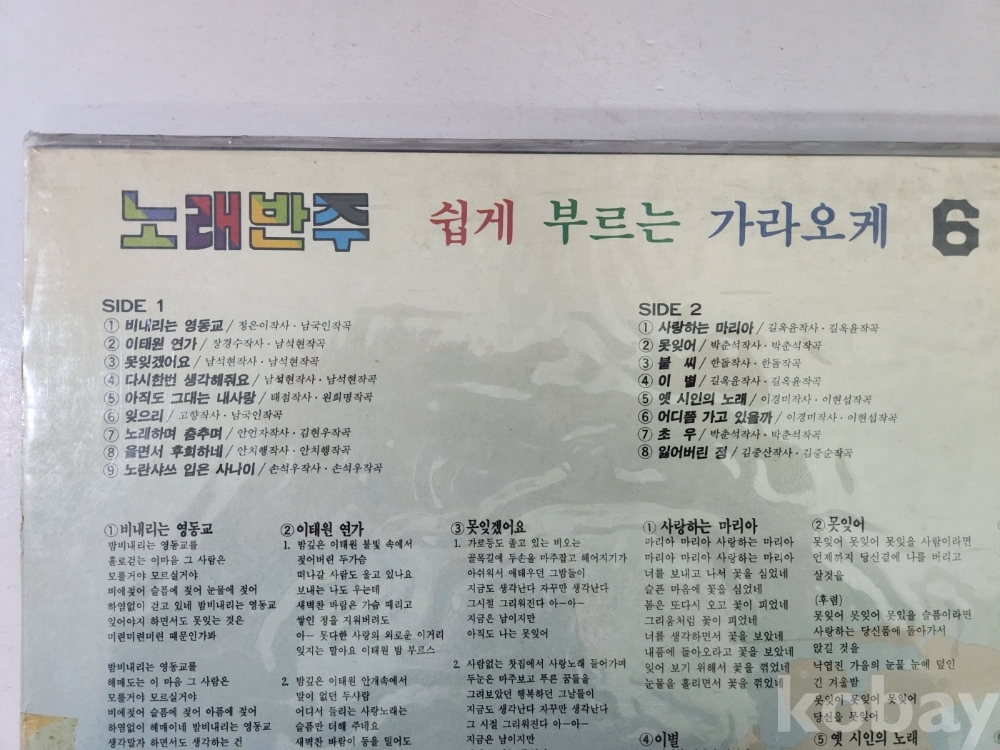 노래반주 쉽게 부르는 가라오케 6
SIDE 1
① 비내리는 영동교 / 정은이작사·남국인작곡
② 이태원 연가 / 장경수작사·남석현작곡
③ 못잊겠어요 / 남석현작사·남석현작곡
④ 다시한번 생각해줘요 / 남석현작사·남석현작곡
⑤ 아직도 그대는 내사랑 / 태점작사·원희명작곡
⑥ 잊으리 / 고향작사·남국인작곡
⑦ 노래하며 춤추며 / 안언자작사·김현우작곡
⑧ 울면서 후회하네 / 안치행작사·안치행작곡
⑨ 노란샤쓰 입은 사나이 / 손석우작사·손석우작곡
SIDE 2
① 사랑하는 마리아 / 길옥윤작사·길옥윤작곡
② 못잊어 / 박춘석작사·박춘석작곡
③ 불 씨 / 한돌작사·한돌작곡
④ 이 별 / 길옥윤작사·길옥윤작곡
⑤ 옛 시인의 노래 / 이경미작사·이현섭작곡
⑥ 어디쯤 가고 있을까 / 이경미작사·이현섭작곡
⑦ 초 우 / 박춘석작사·박춘석작곡
⑧ 잃어버린 정 / 김중산작사·김중순작곡
① 비내리는 영동교
밤비내리는 영동교를
홀로걷는 이마음 그 사람은
모를거야 모르실거야
비에젖어 슬픔에 젖어 눈물에 젖어
하염없이 걷고 있네 밤비내리는 영동교
잊어야지 하면서도 못잊는 것은
미련미련미련 때문인가봐
밤비내리는 영동교를
헤매도는 이 마음 그 사람은
모를거야 모르실거야
비에젖어 슬픔에 젖어 아픔에 젖어
하염없이 헤매이네 밤비내리는 영동교
생각말자 하면서도 생각하는 건
② 이태원 연가
1. 밤깊은 이태원 불빛 속에서
젖어버린 두가슴
떠나갈 사람도 울고 있나요
보내는 나도 우는데
새벽찬 바람은 가슴 때리고
쌓인 정을 지워버려도
아─ 못다한 사랑의 외로운 이거리
잊지는 말아요 이태원 밤 부르스
2. 밤깊은 이태원 안개속에서
말이 없던 두사람
어디서 들리는 사랑노래는
슬픔만 더해 주네요
새벽찬 바람이 둥을 밀어도
③ 못잊겠어요
1. 가로등도 졸고 있는 비오는
골목길에 두손을 마주잡고 헤어지기가
아쉬워서 애태우던 그밤들이
지금도 생각난다 자꾸만 생각난다
그시절 그리워진다 아─아─
지금은 남이지만
아직도 나는 못잊어
2. 사람없는 찻집에서 사랑노래 들어가며
두눈은 마주보고 푸른 꿈들을
그려보았던 행복하던 그날들이
지금도 생각난다 자꾸만 생각난다
그 시절 그리워진다 아─아─
지금은 남이지만
① 사랑하는 마리아
마리아 마리아 사랑하는 마리아
마리아 마리아 사랑하는 마리아
너를 보내고 나서 꽃을 심었네
슬픈 마음에 꽃을 심었네
봄은 또다시 오고 꽃이 피었네
그리움처럼 꽃이 피었네
너를 생각하면서 꽃을 보았네
내품에 돌아오라고 꽃을 보았네
잊어 보기 위해서 꽃을 꺾었네
눈물을 흘리면서 꽃을 꺾었네
④ 이별
② 못잊어
못잊어 못잊어 못잊을 사람이라면
언제까지 당신곁에 나를 버리고
살것을
(후렴)
못잊어 못잊어 못있을 슬픔이라면
사랑하는 당신품에 돌아가서
앉길 것을
낙엽진 가을의 눈물 눈에 덮인
긴 겨울밤
못잊어 못잊어 못잊어
당신을 못잊어
⑤ 옛 시인의 노래
kobay